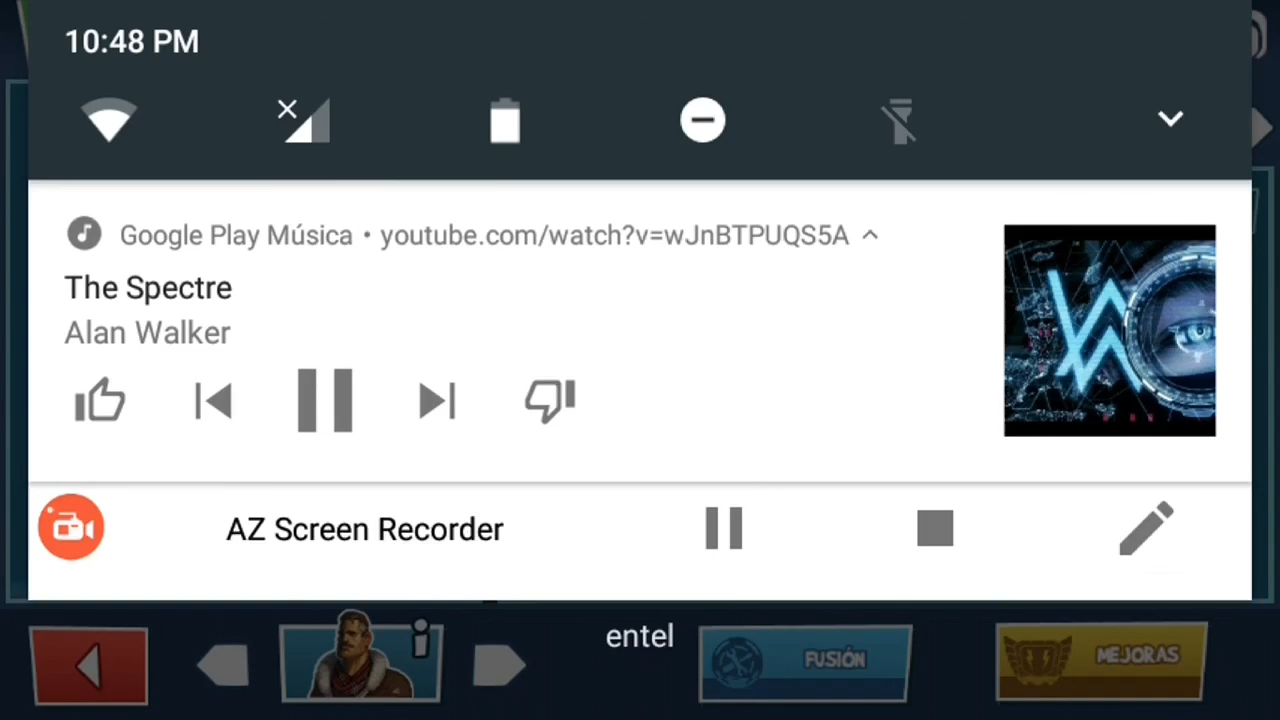 10:48 PM
Google Play Música • youtube.com/watch?v=wJnBTPUQS5A
The Spectre
Alan Walker
AZ Screen Recorder
entel
FUSIÓN
MEJORAS